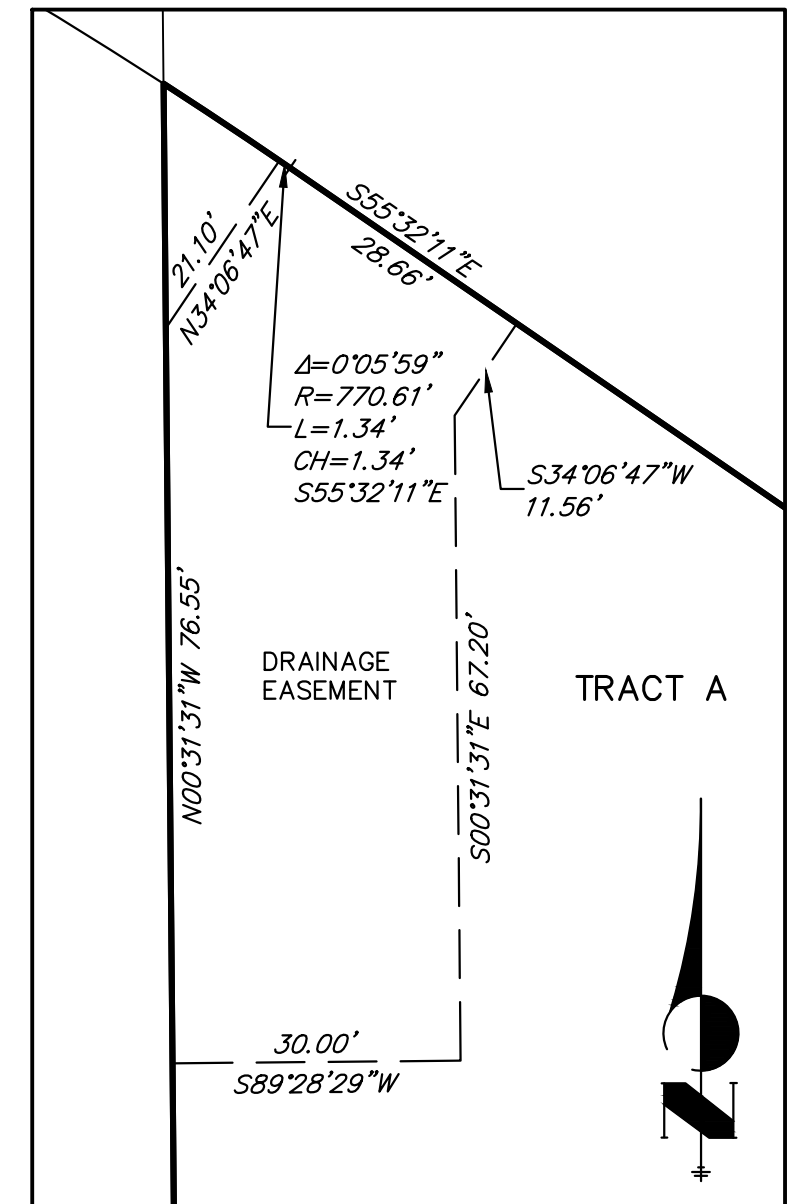 21.10'
N34°06'47"E
S55°32'11"E
28.66'
Δ=0°05'59"
R=770.61'
L=1.34'
CH=1.34'
S55°32'11"E
S34°06'47"W
11.56'
N00°31'31"W 76.55'
DRAINAGE
EASEMENT
S00°31'31"E 67.20'
TRACT A
30.00'
S89°28'29"W
N